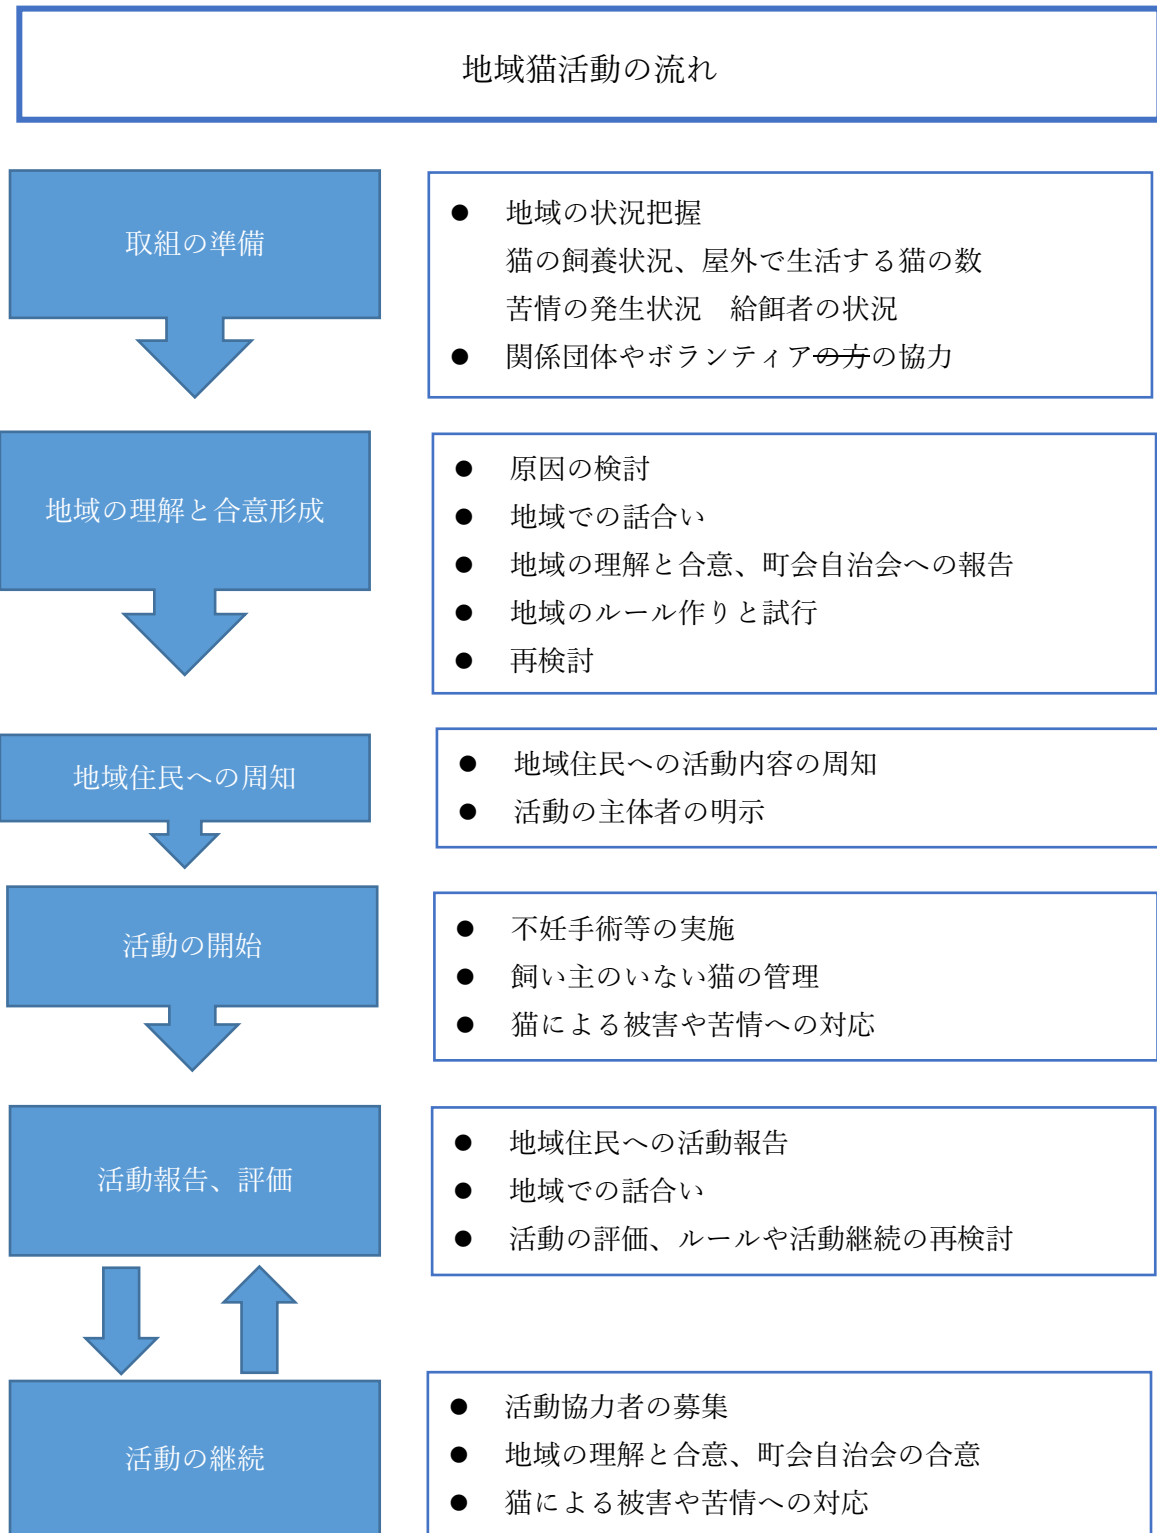 地域猫活動の流れ
取組の準備
● 地域の状況把握
猫の飼養状況、屋外で生活する猫の数
苦情の発生状況　給餌者の状況
● 関係団体やボランティアの方の協力
地域の理解と合意形成
● 原因の検討
● 地域での話合い
● 地域の理解と合意、町会自治会への報告
● 地域のルール作りと試行
● 再検討
地域住民への周知
● 地域住民への活動内容の周知
● 活動の主体者の明示
活動の開始
● 不妊手術等の実施
● 飼い主のいない猫の管理
● 猫による被害や苦情への対応
活動報告、評価
● 地域住民への活動報告
● 地域での話合い
● 活動の評価、ルールや活動継続の再検討
活動の継続
● 活動協力者の募集
● 地域の理解と合意、町会自治会の合意
● 猫による被害や苦情への対応